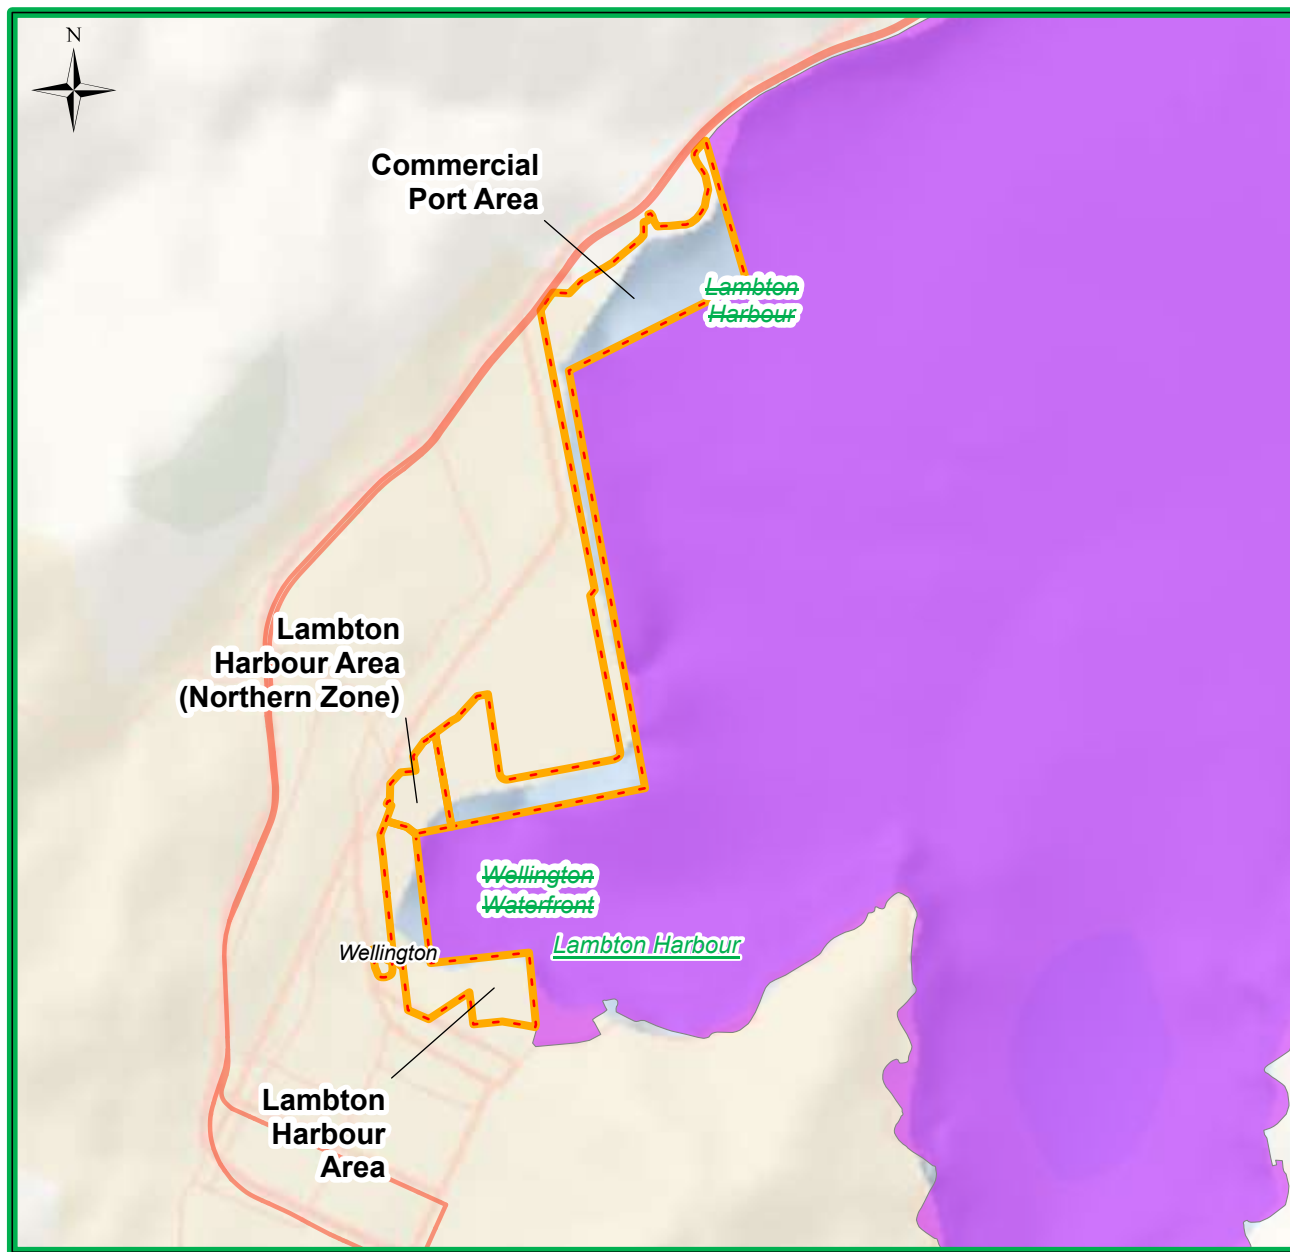 N
Commercial
Port Area
Lambton
Harbour
Lambton
Harbour Area
(Northern Zone)
Wellington
Waterfront
Lambton Harbour
Wellington
Lambton
Harbour
Area